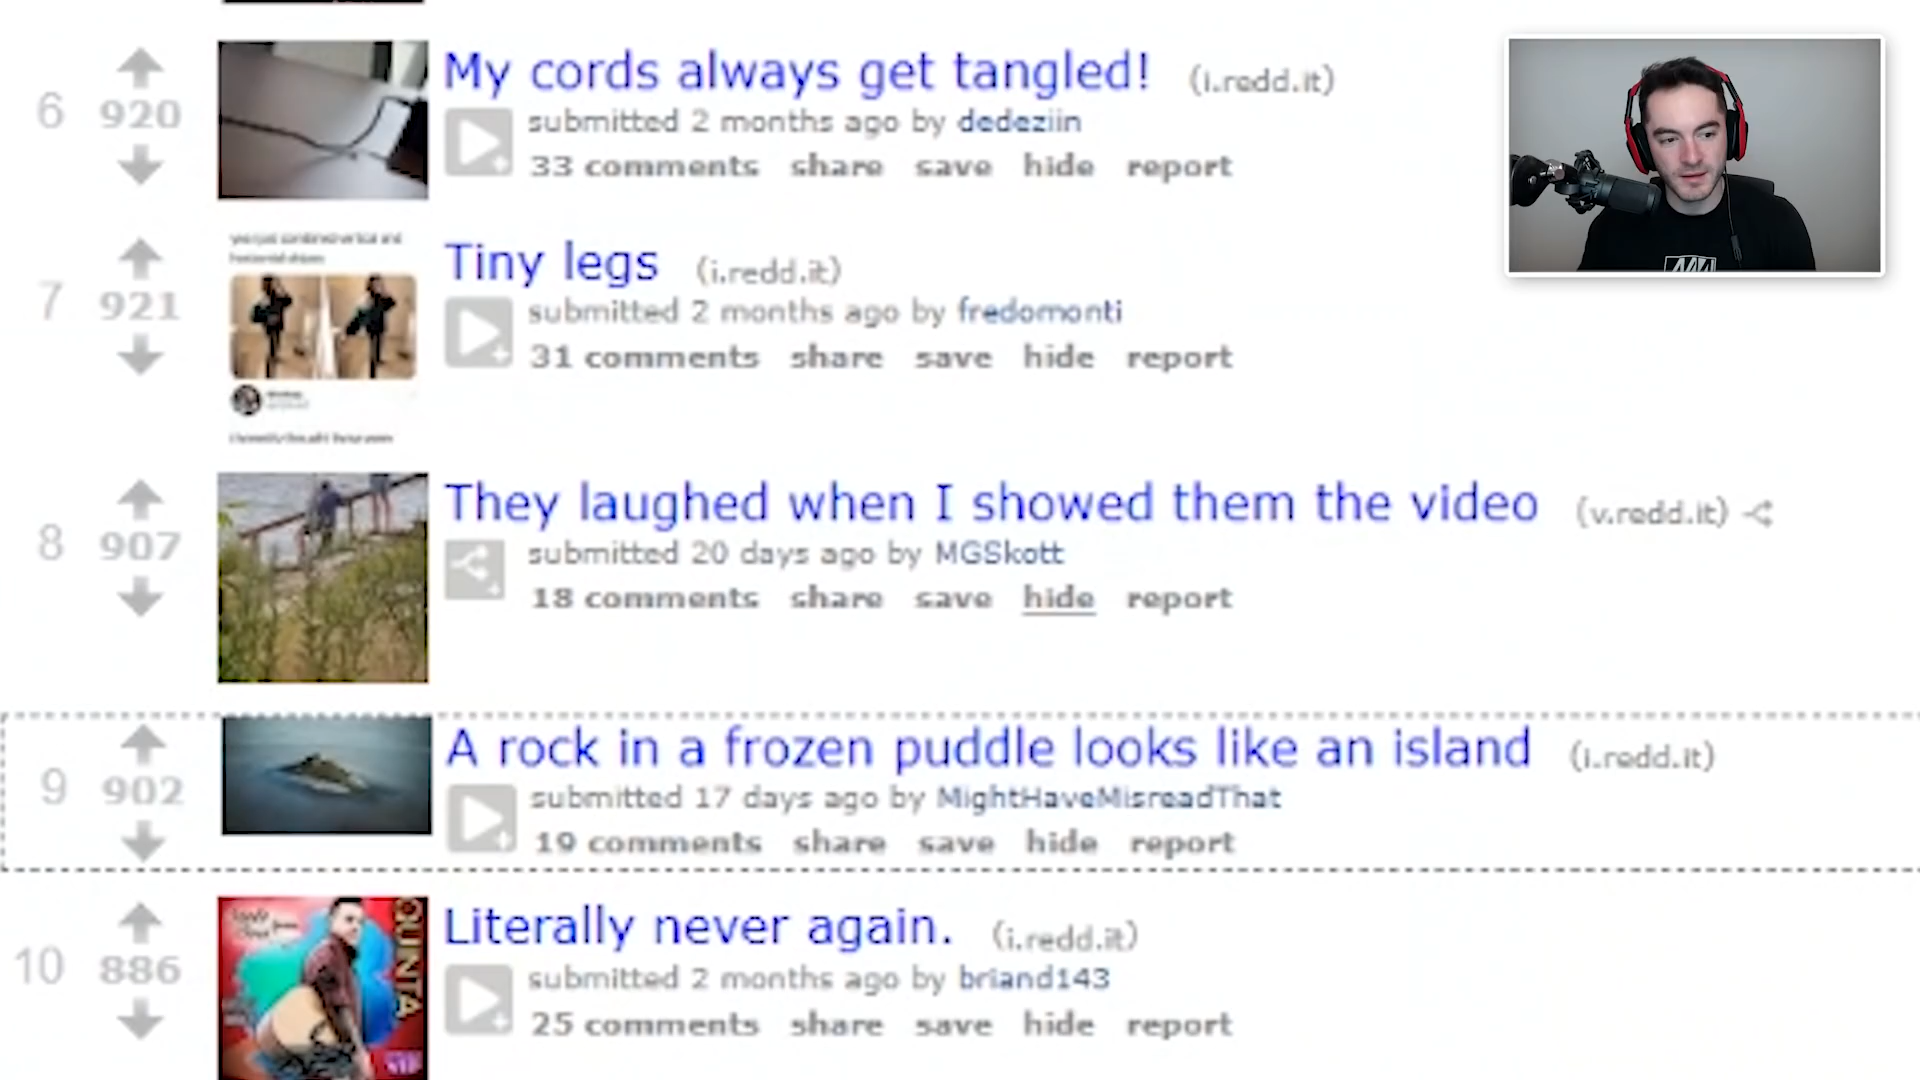 6
920
My cords always get tangled! (i.redd.it)
submitted 2 months ago by dedeziin
33 comments share save hide report
7
921
Tiny legs (i.redd.it)
submitted 2 months ago by fredomonti
31 comments share save hide report
8
907
They laughed when I showed them the video (v.redd.it)
submitted 20 days ago by MGSkott
18 comments share save hide report
9
902
A rock in a frozen puddle looks like an island (i.redd.it)
submitted 17 days ago by MightHaveMisreadThat
19 comments share save hide report
10
886
Literally never again. (i.redd.it)
submitted 2 months ago by briand143
25 comments share save hide report